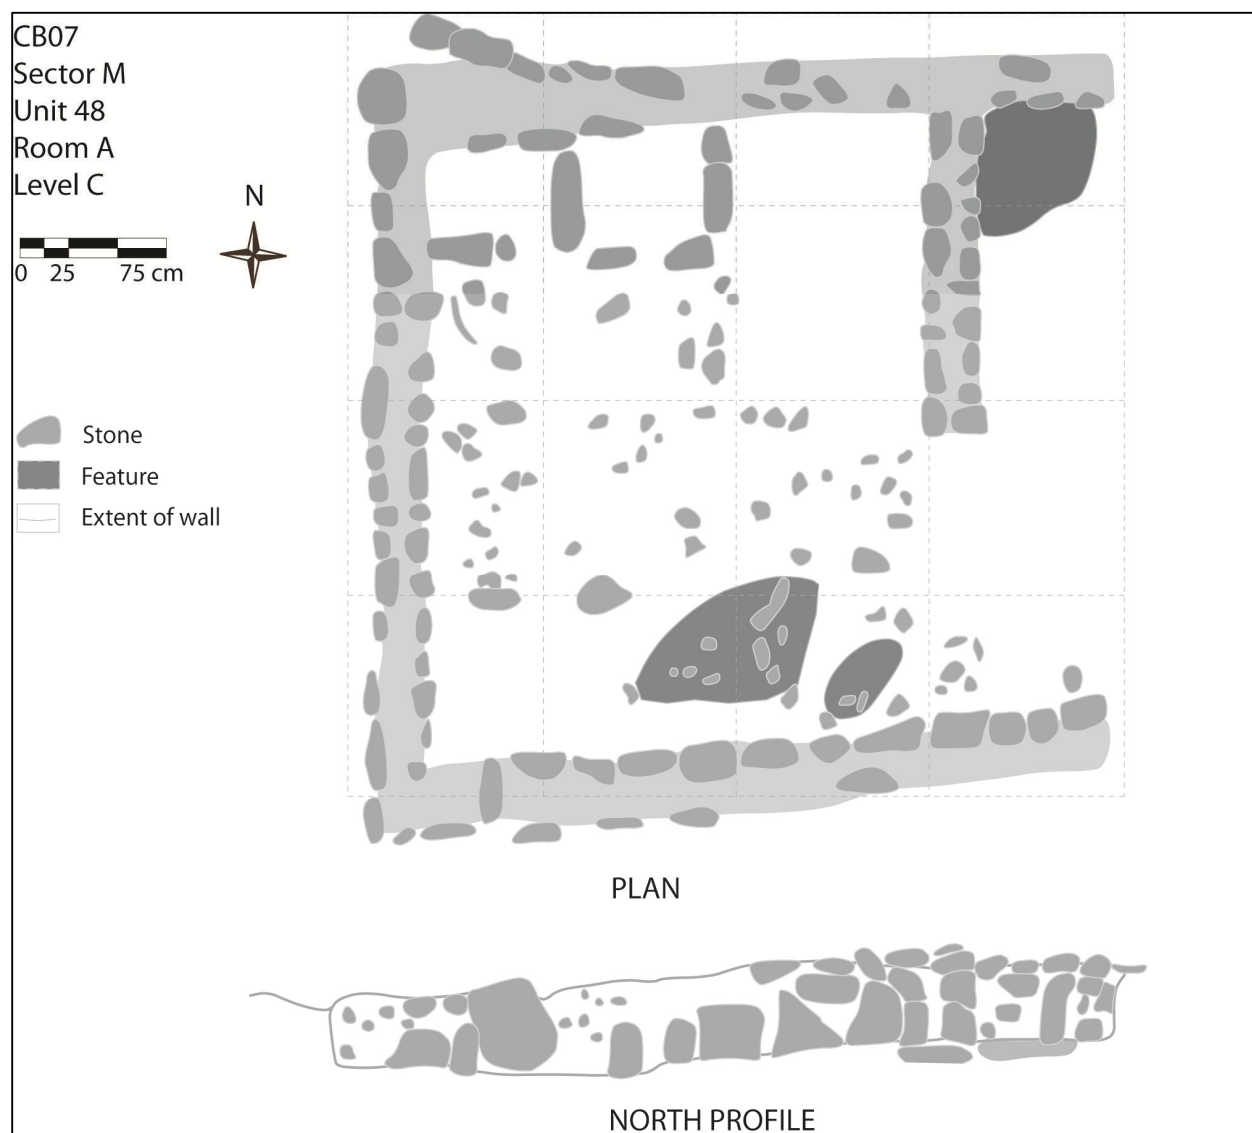 CB07
Sector M
Unit 48
Room A
Level C
N
0 25 75 cm
Stone
Feature
Extent of wall
PLAN
NORTH PROFILE